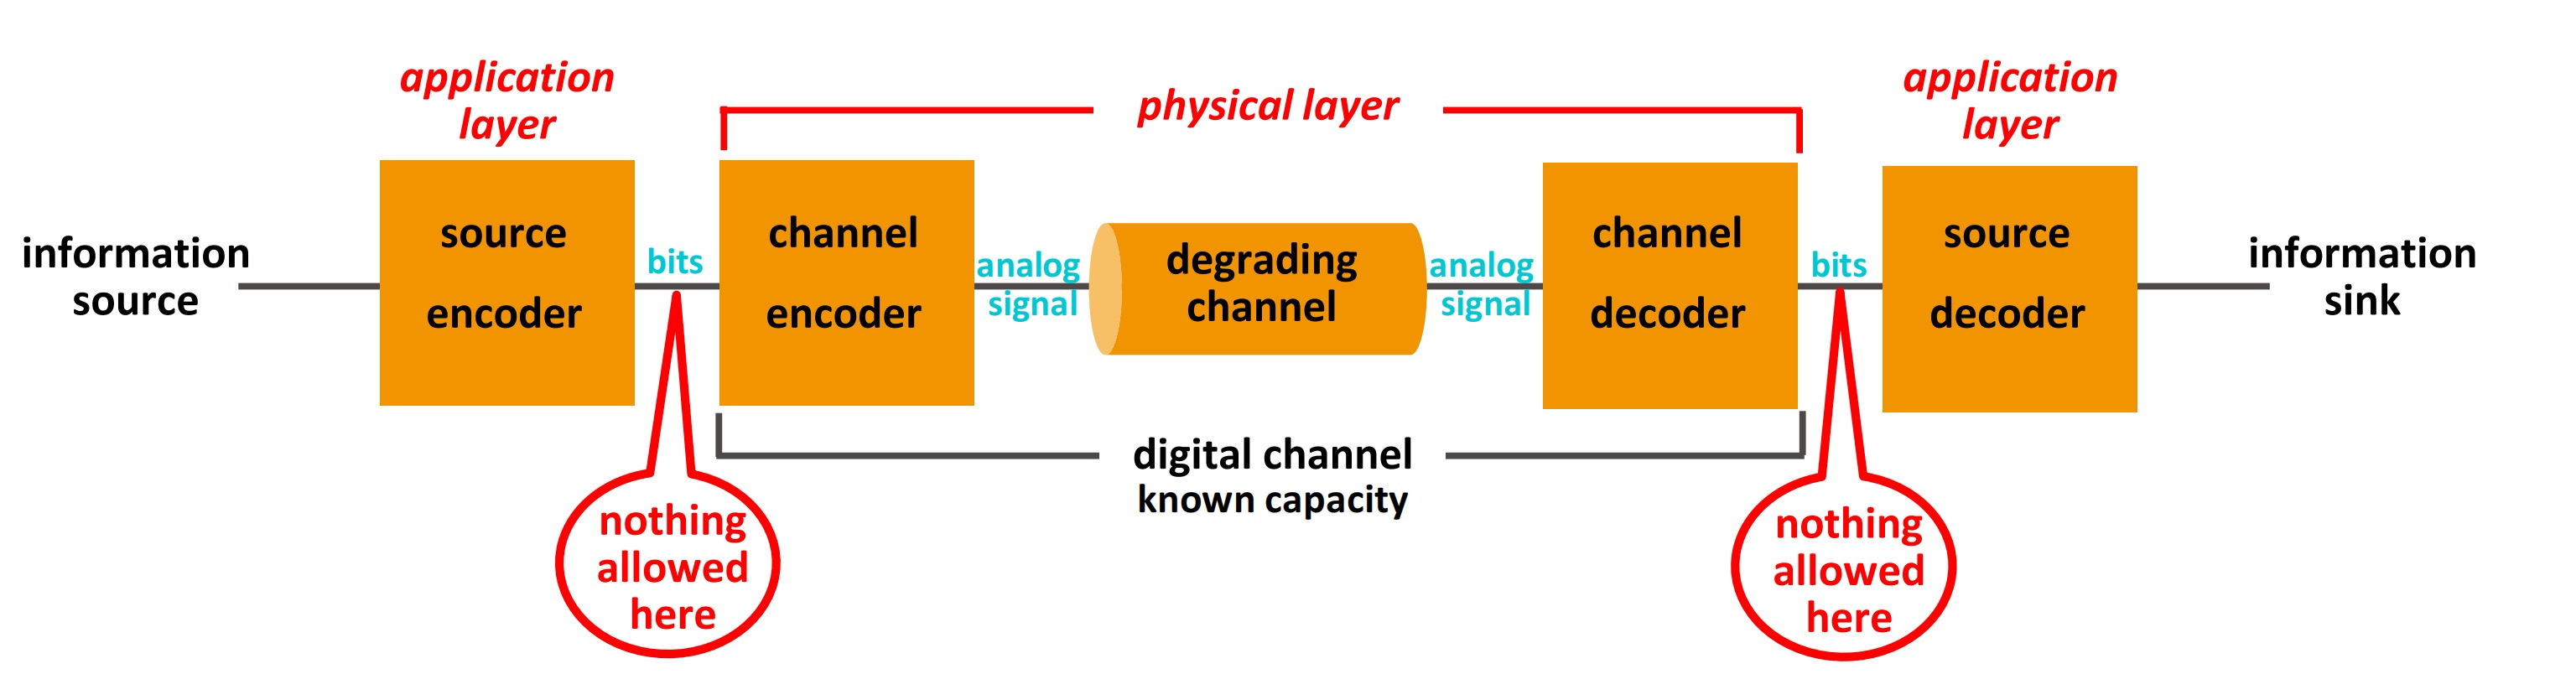 application
layer
physical layer
application
layer
information
source
source
encoder
bits
channel
encoder
analog
signal
degrading
channel
analog
signal
channel
decoder
bits
source
decoder
information
sink
digital channel
known capacity
nothing
allowed
here
nothing
allowed
here